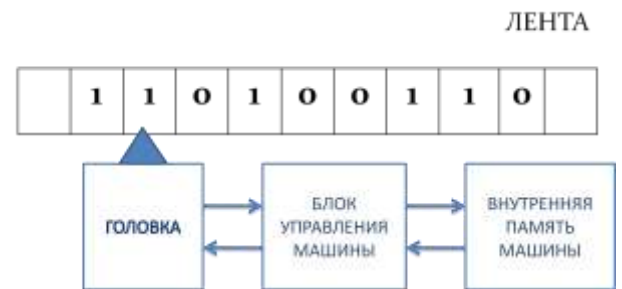 ЛЕНТА
1 1 0 1 0 0 1 1 0
ГОЛОВКА
БЛОК
УПРАВЛЕНИЯ
МАШИНЫ
ВНУТРЕННЯЯ
ПАМЯТЬ
МАШИНЫ